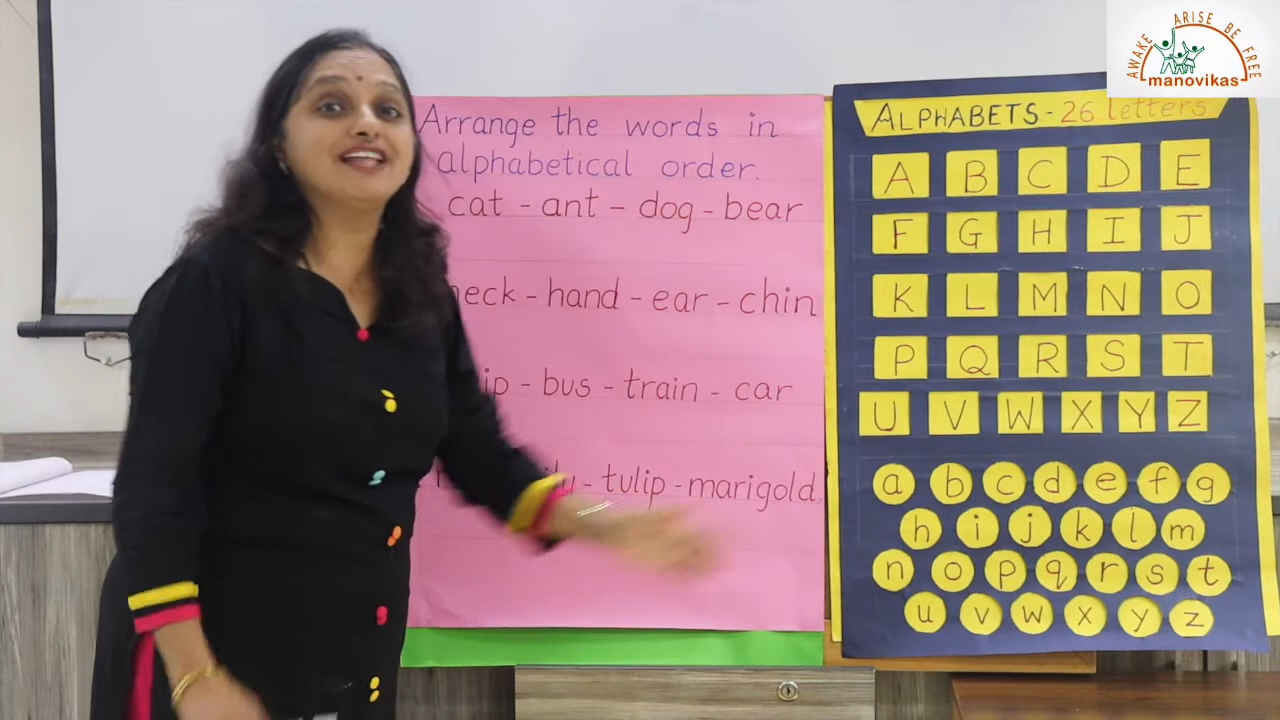 AWAKE ARISE BE FREE
manovikas
Arrange the words in
alphabetical order.
cat - ant - dog - bear
neck - hand - ear - chin
- bus - train - car
- tulip - marigold.
ALPHABETS - 26 letters
A B C D E
F G H I J
K L M N O
P Q R S T
U V W X Y Z
a b c d e f g
h i j k l m
n o p q r s t
u v w x y z